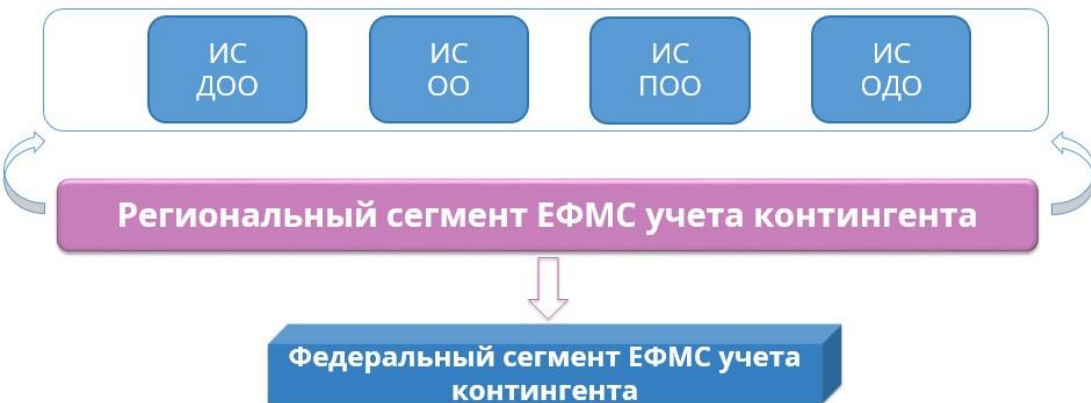 ИС
ДОО
ИС
ОО
ИС
ПОО
ИС
ОДО
Региональный сегмент ЕФМС учета контингента
Федеральный сегмент ЕФМС учета
контингента